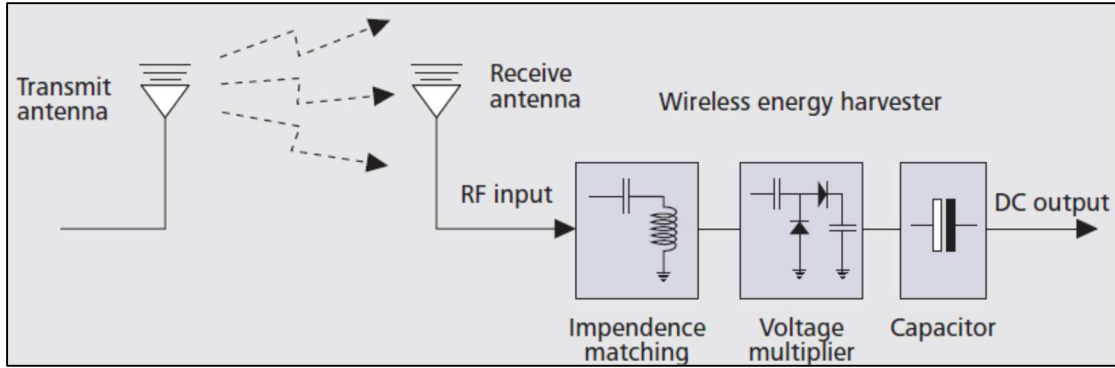 Transmit
antenna
Receive
antenna
Wireless energy harvester
RF input
DC output
Impendence
matching
Voltage
multiplier
Capacitor